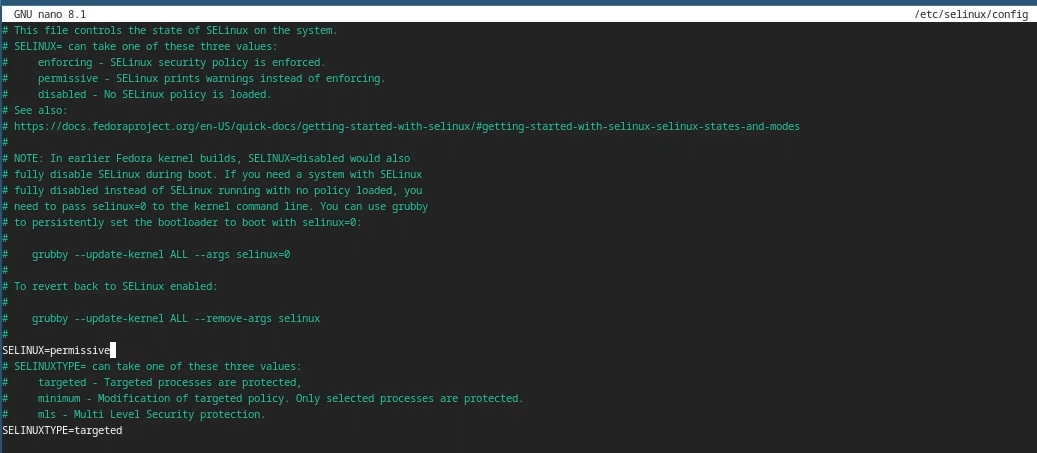 GNU nano 8.1 /etc/selinux/config
# This file controls the state of SELinux on the system.
# SELINUX= can take one of these three values:
#     enforcing - SELinux security policy is enforced.
#     permissive - SELinux prints warnings instead of enforcing.
#     disabled - No SELinux policy is loaded.
# See also:
# https://docs.fedoraproject.org/en-US/quick-docs/getting-started-with-selinux/#getting-started-with-selinux-selinux-states-and-modes
#
# NOTE: In earlier Fedora kernel builds, SELINUX=disabled would also
# fully disable SELinux during boot. If you need a system with SELinux
# fully disabled instead of SELinux running with no policy loaded, you
# need to pass selinux=0 to the kernel command line. You can use grubby
# to persistently set the bootloader to boot with selinux=0:
#
#    grubby --update-kernel ALL --args selinux=0
#
# To revert back to SELinux enabled:
#
#    grubby --update-kernel ALL --remove-args selinux
#
SELINUX=permissive
# SELINUXTYPE= can take one of these three values:
#     targeted - Targeted processes are protected,
#     minimum - Modification of targeted policy. Only selected processes are protected.
#     mls - Multi Level Security protection.
SELINUXTYPE=targeted